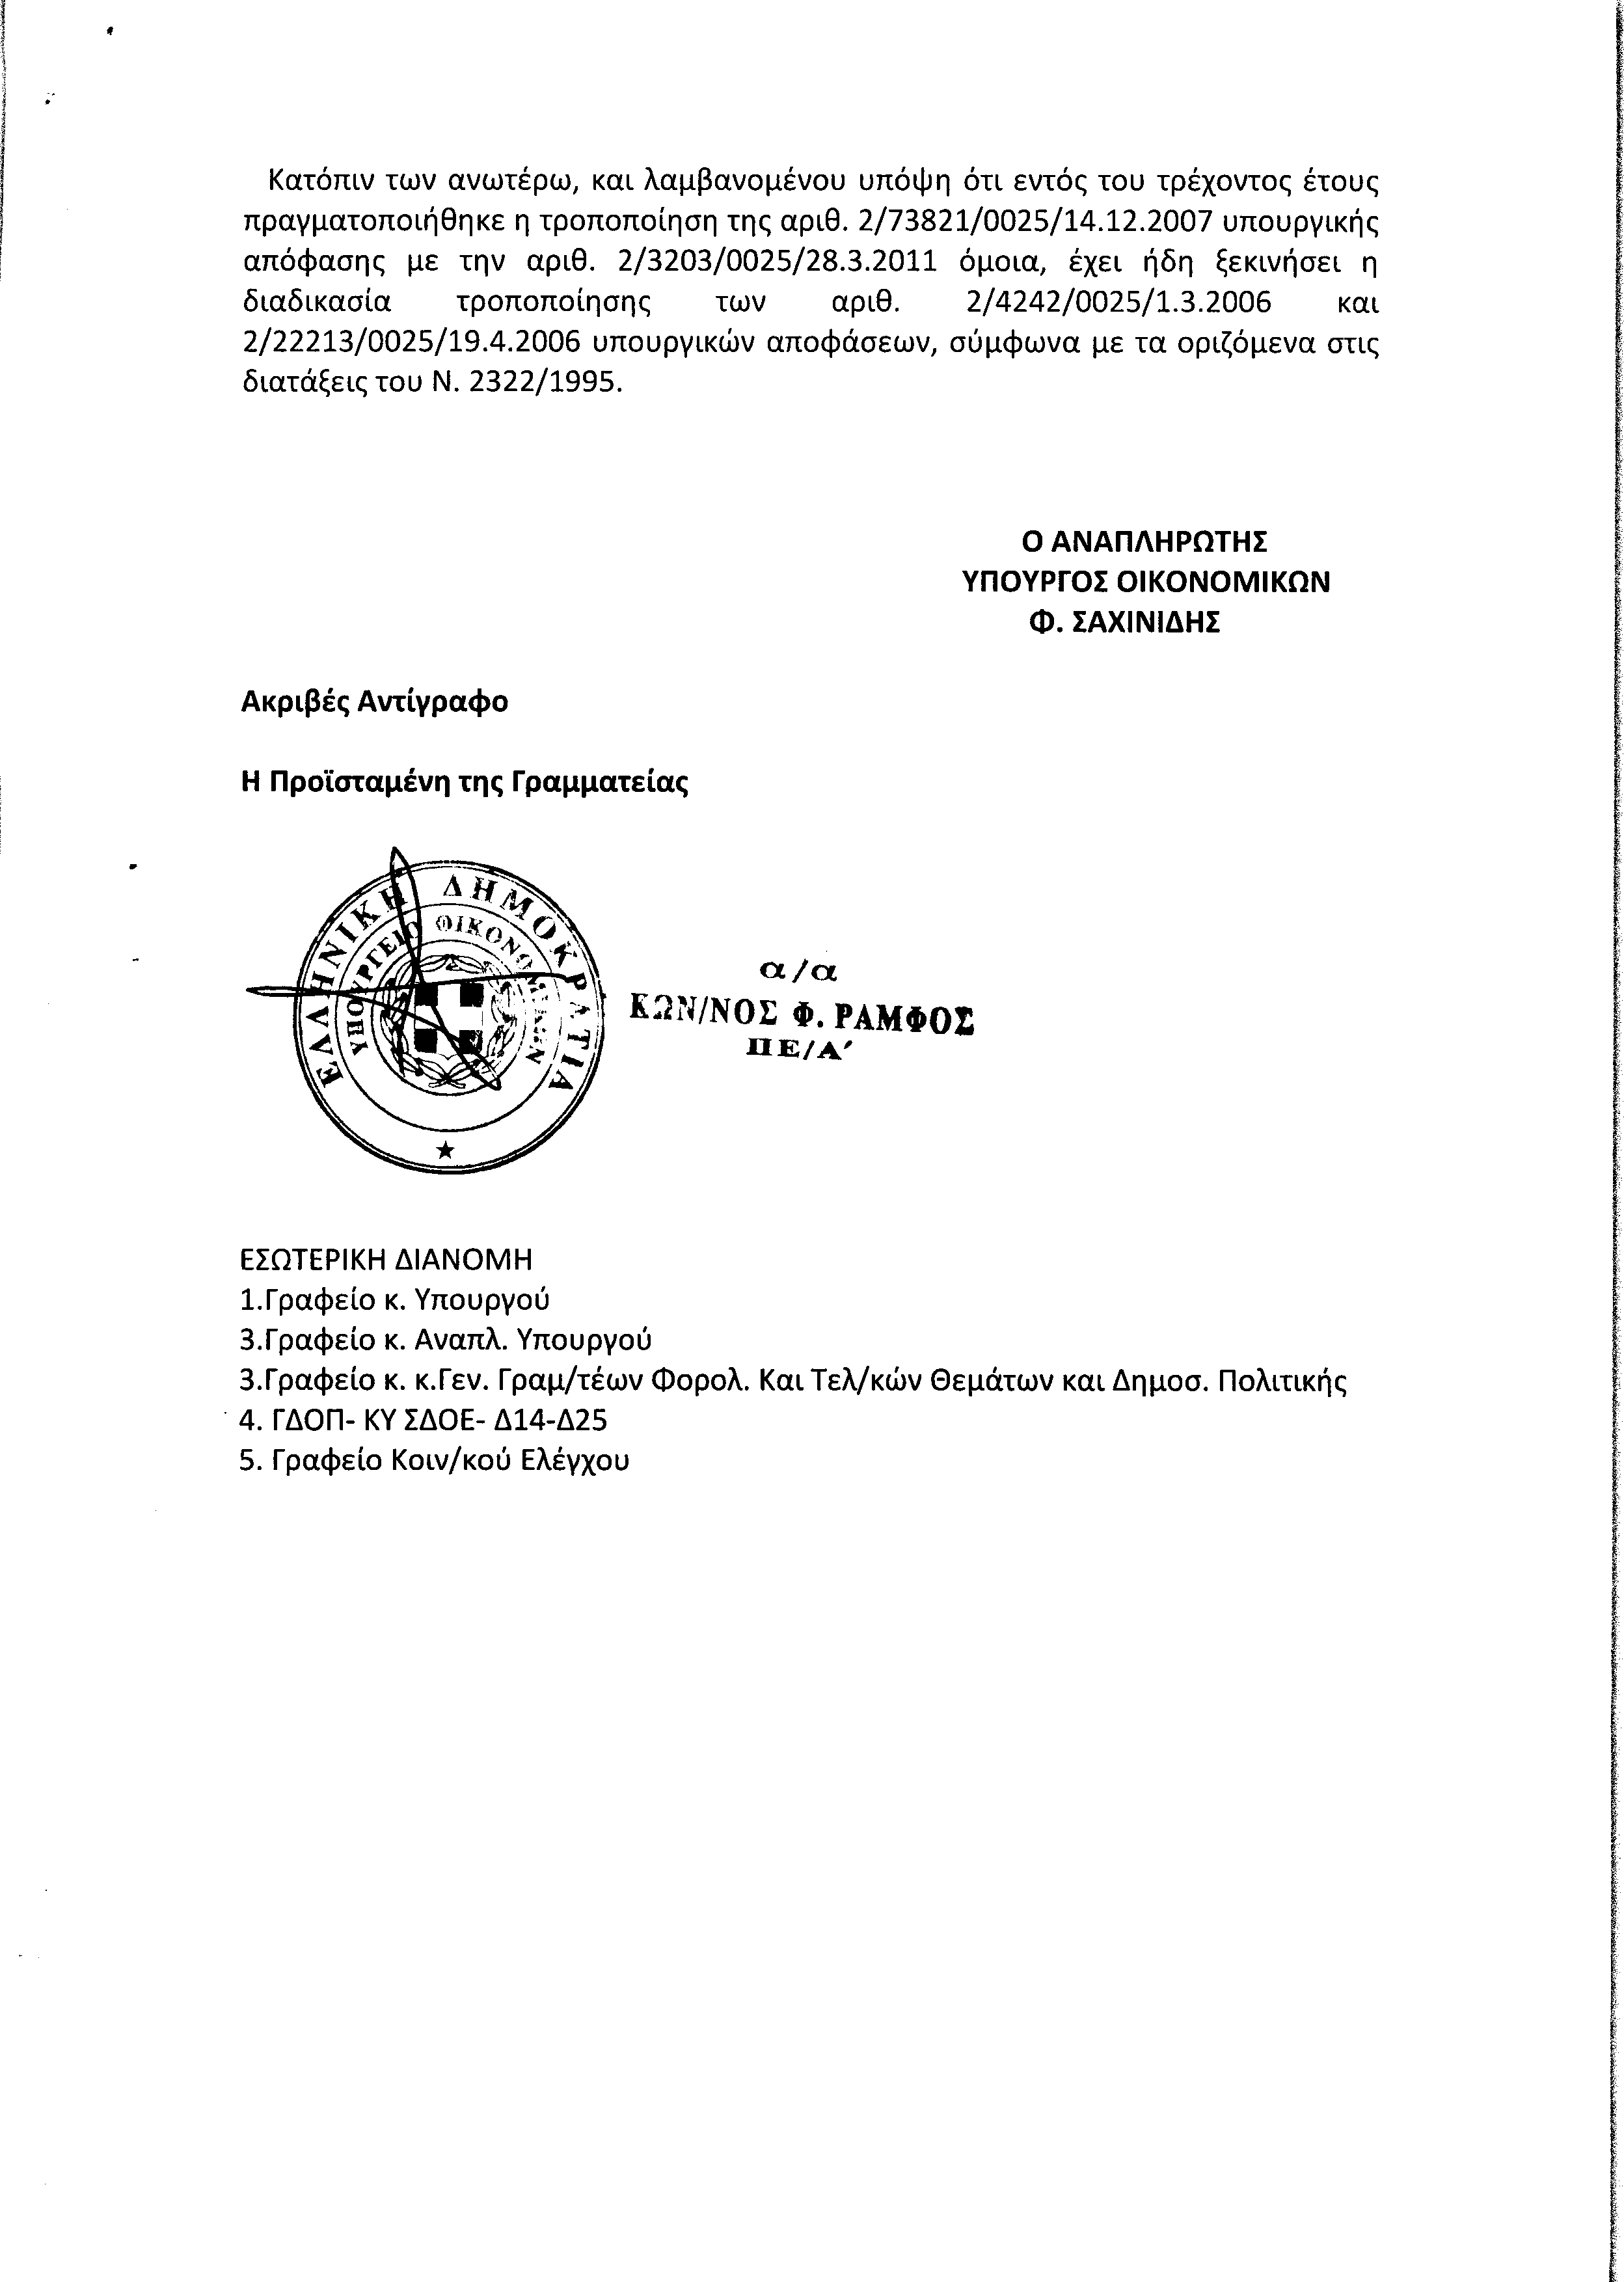 Κατόπιν των ανωτέρω, και λαμβανομένου υπόψη ότι εντός του τρέχοντος έτους
πραγματοποιήθηκε η τροποποίηση της αριθ. 2/73821/0025/14.12.2007 υπουργικής
απόφασης με την αριθ. 2/3203/0025/28.3.2011 όμοια, έχει ήδη ξεκινήσει η
διαδικασία τροποποίησης των αριθ. 2/4242/0025/1.3.2006 και
2/22213/0025/19.4.2006 υπουργικών αποφάσεων, σύμφωνα με τα οριζόμενα στις
διατάξεις του Ν. 2322/1995.
Ο ΑΝΑΠΛΗΡΩΤΗΣ
ΥΠΟΥΡΓΟΣ ΟΙΚΟΝΟΜΙΚΩΝ
Φ. ΣΑΧΙΝΙΔΗΣ
Ακριβές Αντίγραφο
Η Προϊσταμένη της Γραμματείας
ΕΛΛΗΝΙΚΗ ΔΗΜΟΚΡΑΤΙΑ
ΥΠΟΥΡΓΕΙΟ ΟΙΚΟΝΟΜΙΚΩΝ
α/α
ΚΩΝ/ΝΟΣ Φ. ΡΑΜΦΟΣ
ΠΕ/Α'
ΕΣΩΤΕΡΙΚΗ ΔΙΑΝΟΜΗ
1.Γραφείο κ. Υπουργού
3.Γραφείο κ. Αναπλ. Υπουργού
3.Γραφείο κ. κ.Γεν. Γραμ/τέων Φορολ. Και Τελ/κών Θεμάτων και Δημοσ. Πολιτικής
4. ΓΔΟΠ- ΚΥ ΣΔΟΕ- Δ14-Δ25
5. Γραφείο Κοιν/κού Ελέγχου